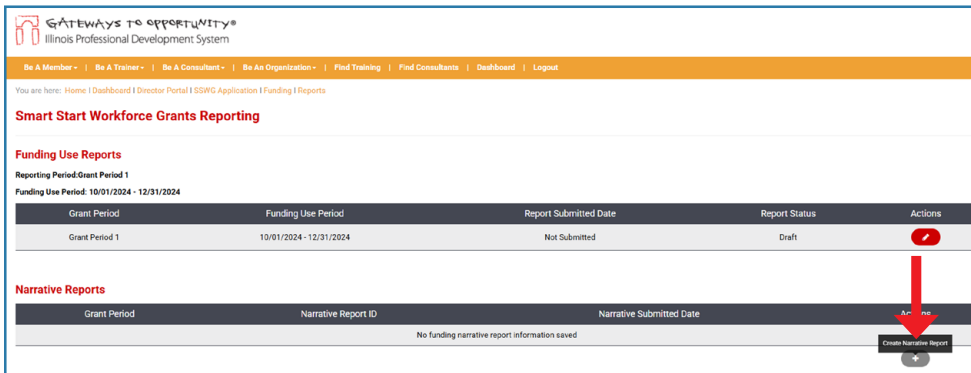 GATEWAYS TO OPPORTUNITY®
Illinois Professional Development System
Be A Member | Be A Trainer | Be A Consultant | Be An Organization | Find Training | Find Consultants | Dashboard | Logout
You are here: Home I Dashboard I Director Portal I SSWG Application I Funding I Reports
Smart Start Workforce Grants Reporting
Funding Use Reports
Reporting Period:Grant Period 1
Funding Use Period: 10/01/2024 - 12/31/2024
Grant Period Funding Use Period Report Submitted Date Report Status Actions
Grant Period 1 10/01/2024 - 12/31/2024 Not Submitted Draft
Narrative Reports
Grant Period Narrative Report ID Narrative Submitted Date
No funding narrative report information saved
Create Narrative Report
+